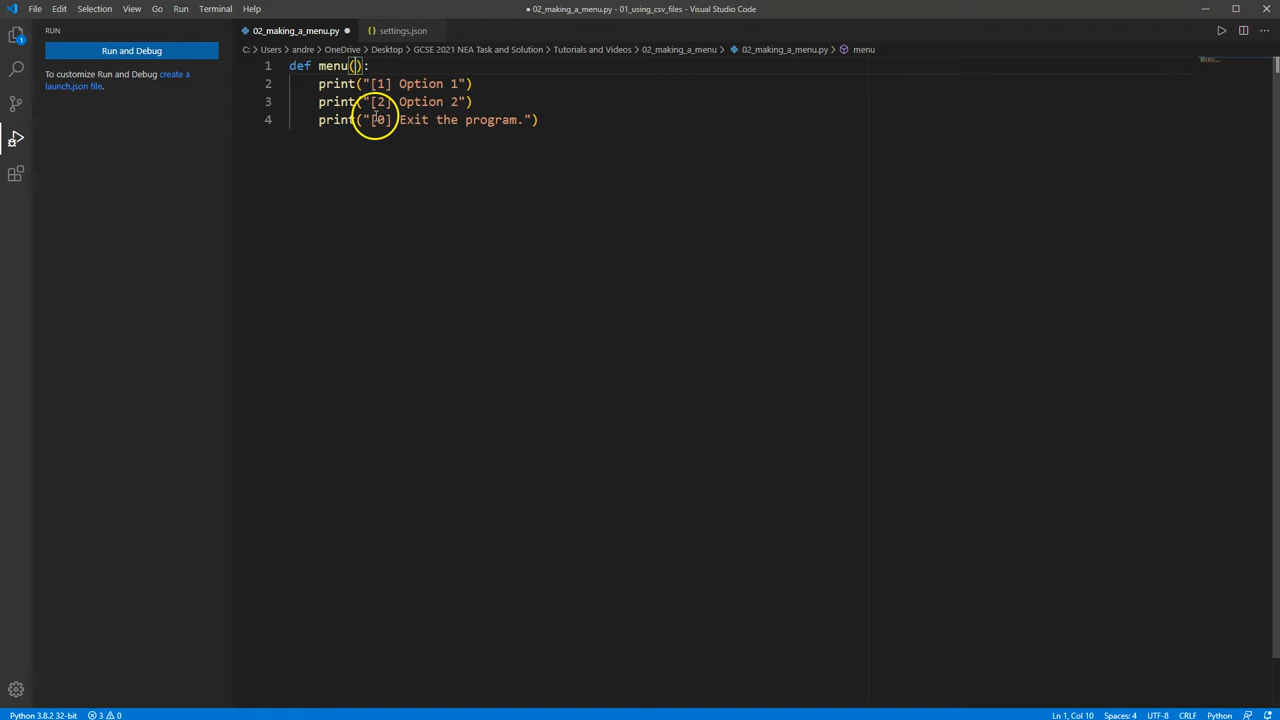 File Edit Selection View Go Run Terminal Help
● 02_making_a_menu.py - 01_using_csv_files - Visual Studio Code
RUN
02_making_a_menu.py
settings.json
Run and Debug
C: > Users > andre > OneDrive > Desktop > GCSE 2021 NEA Task and Solution > Tutorials and Videos > 02_making_a_menu > 02_making_a_menu.py > menu
To customize Run and Debug create a
launch.json file.
1 def menu():
2 print("[1] Option 1")
3 print("[2] Option 2")
4 print("[0] Exit the program.")
1
Python 3.8.2 32-bit 3 0 Ln 1, Col 10 Spaces: 4 UTF-8 CRLF Python